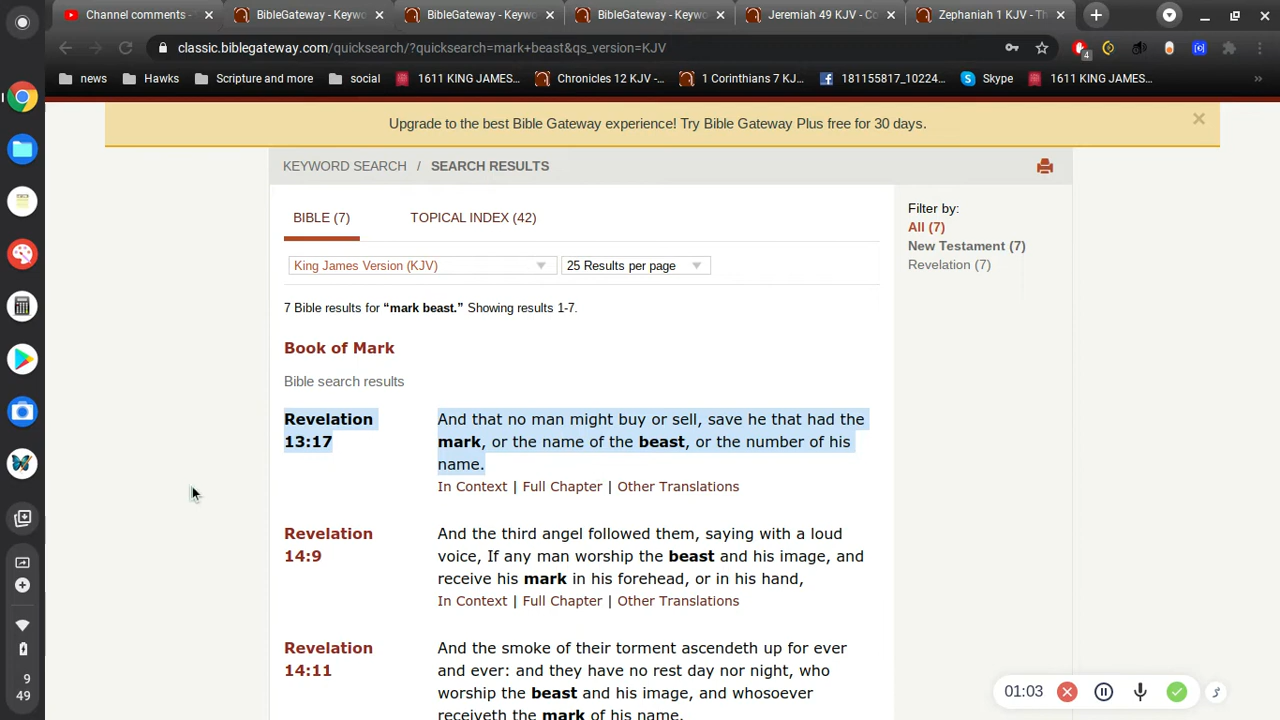 Channel comments -
BibleGateway - Keywo
BibleGateway - Keywo
BibleGateway - Keywo
Jeremiah 49 KJV - Co
Zephaniah 1 KJV - Th
classic.biblegateway.com/quicksearch/?quicksearch=mark+beast&qs_version=KJV
4
news
Hawks
Scripture and more
social
1611 KING JAMES...
Chronicles 12 KJV -...
1 Corinthians 7 KJ...
181155817_10224...
Skype
1611 KING JAMES...
»
Upgrade to the best Bible Gateway experience! Try Bible Gateway Plus free for 30 days.
KEYWORD SEARCH / SEARCH RESULTS
BIBLE (7)
TOPICAL INDEX (42)
King James Version (KJV)
25 Results per page
7 Bible results for “mark beast.” Showing results 1-7.
Book of Mark
Bible search results
Revelation
13:17
And that no man might buy or sell, save he that had the
mark, or the name of the beast, or the number of his
name.
In Context | Full Chapter | Other Translations
Revelation
14:9
And the third angel followed them, saying with a loud
voice, If any man worship the beast and his image, and
receive his mark in his forehead, or in his hand,
In Context | Full Chapter | Other Translations
Revelation
14:11
And the smoke of their torment ascendeth up for ever
and ever: and they have no rest day nor night, who
worship the beast and his image, and whosoever
receiveth the mark of his name.
Filter by:
All (7)
New Testament (7)
Revelation (7)
9
49
01:03